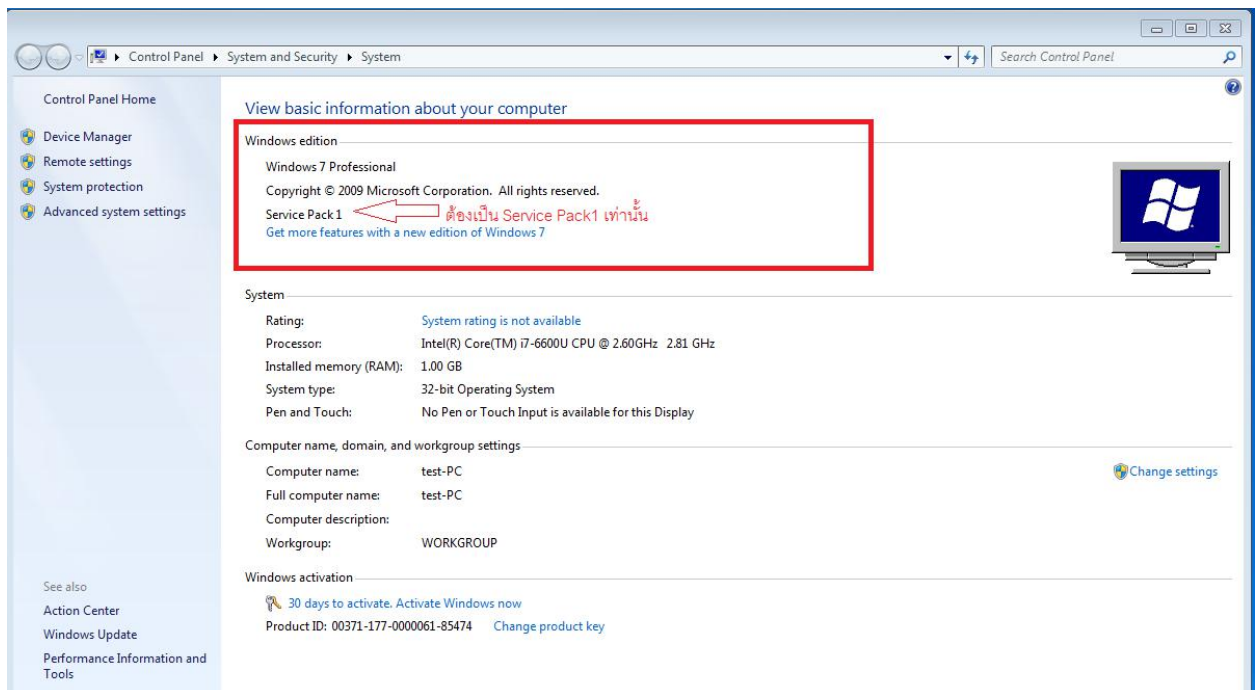 Control Panel ▸ System and Security ▸ System
Search Control Panel
Control Panel Home
Device Manager
Remote settings
System protection
Advanced system settings
See also
Action Center
Windows Update
Performance Information and
Tools
View basic information about your computer
Windows edition
Windows 7 Professional
Copyright © 2009 Microsoft Corporation. All rights reserved.
Service Pack 1 ต้องเป็น Service Pack1 เท่านั้น
Get more features with a new edition of Windows 7
System
Rating: System rating is not available
Processor: Intel(R) Core(TM) i7-6600U CPU @ 2.60GHz 2.81 GHz
Installed memory (RAM): 1.00 GB
System type: 32-bit Operating System
Pen and Touch: No Pen or Touch Input is available for this Display
Computer name, domain, and workgroup settings
Computer name: test-PC
Change settings
Full computer name: test-PC
Computer description:
Workgroup: WORKGROUP
Windows activation
30 days to activate. Activate Windows now
Product ID: 00371-177-0000061-85474 Change product key